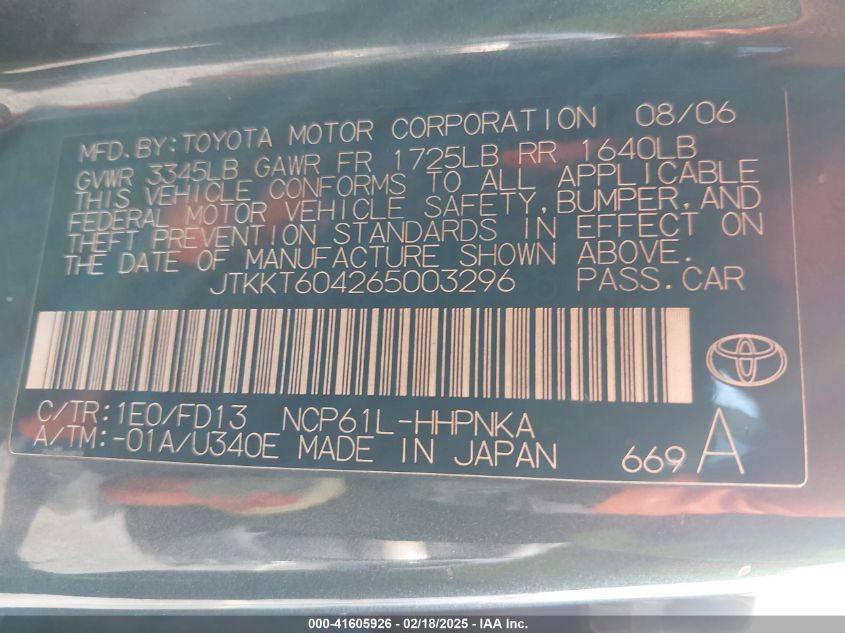 MFD.BY:TOYOTA MOTOR CORPORATION 08/06
GVWR 3345LB GAWR FR 1725LB RR 1640LB
THIS VEHICLE CONFORMS TO ALL APPLICABLE
FEDERAL MOTOR VEHICLE SAFETY,BUMPER,AND
THEFT PREVENTION STANDARDS IN EFFECT ON
THE DATE OF MANUFACTURE SHOWN ABOVE.
JTKKT604265003296 PASS.CAR
C/TR:1E0/FD13 NCP61L-HHPNKA
A/TM:-01A/U340E MADE IN JAPAN 669 A
000-41605926 - 02/18/2025 - IAA Inc.